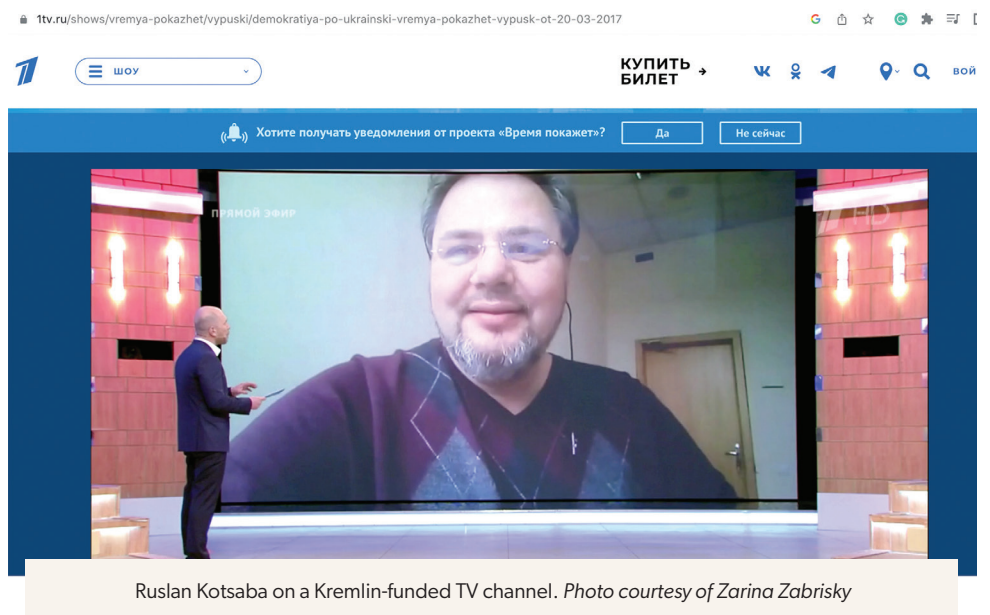 1tv.ru/shows/vremya-pokazhet/vypuski/demokratiya-po-ukrainski-vremya-pokazhet-vypusk-ot-20-03-2017
ШОУ
КУПИТЬ
БИЛЕТ →
ВОЙ
Хотите получать уведомления от проекта «Время покажет»? Да Не сейчас
ПРЯМОЙ ЭФИР
HD
Ruslan Kotsaba on a Kremlin-funded TV channel. Photo courtesy of Zarina Zabrisky